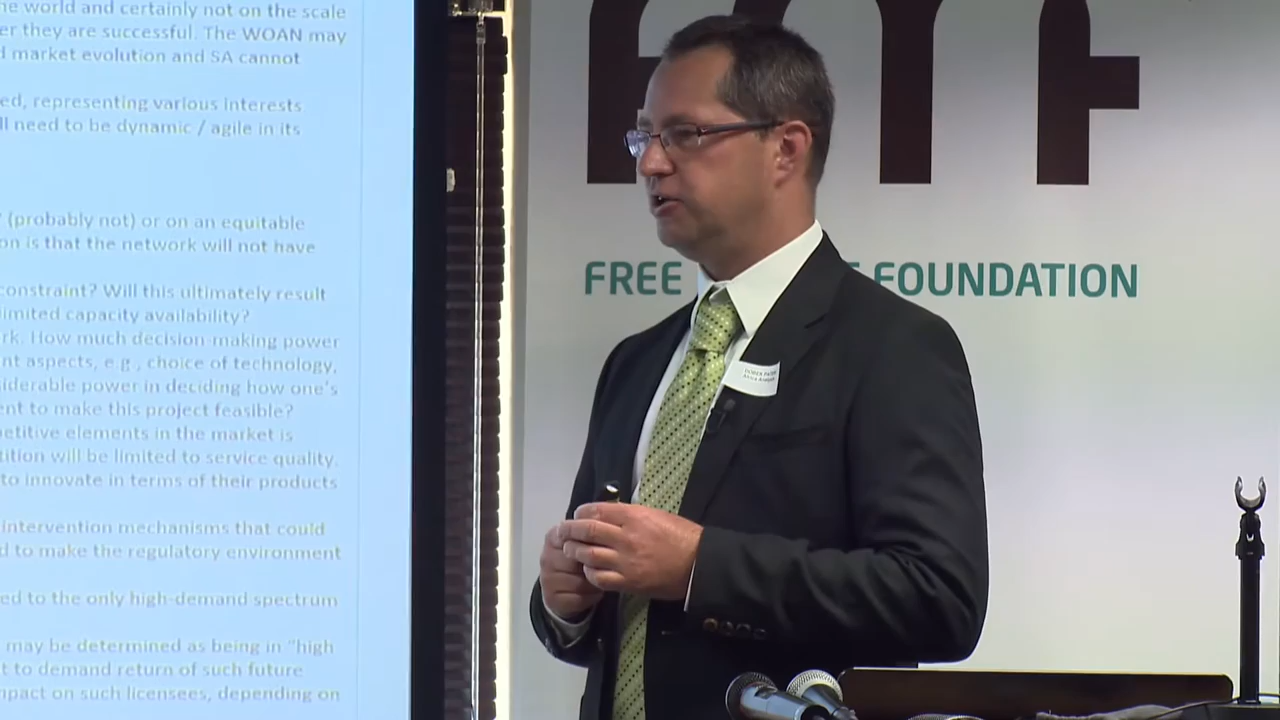 he world and certainly not on the scale
er they are successful. The WOAN may
d market evolution and SA cannot
ed, representing various interests
ll need to be dynamic / agile in its
(probably not) or on an equitable
on is that the network will not have
constraint? Will this ultimately result
limited capacity availability?
rk. How much decision-making power
nt aspects, e.g., choice of technology,
siderable power in deciding how one's
ent to make this project feasible?
petitive elements in the market is
tition will be limited to service quality.
to innovate in terms of their products
intervention mechanisms that could
d to make the regulatory environment
ed to the only high-demand spectrum
may be determined as being in "high
t to demand return of such future
mpact on such licensees, depending on
FMF
FREE FOUNDATION